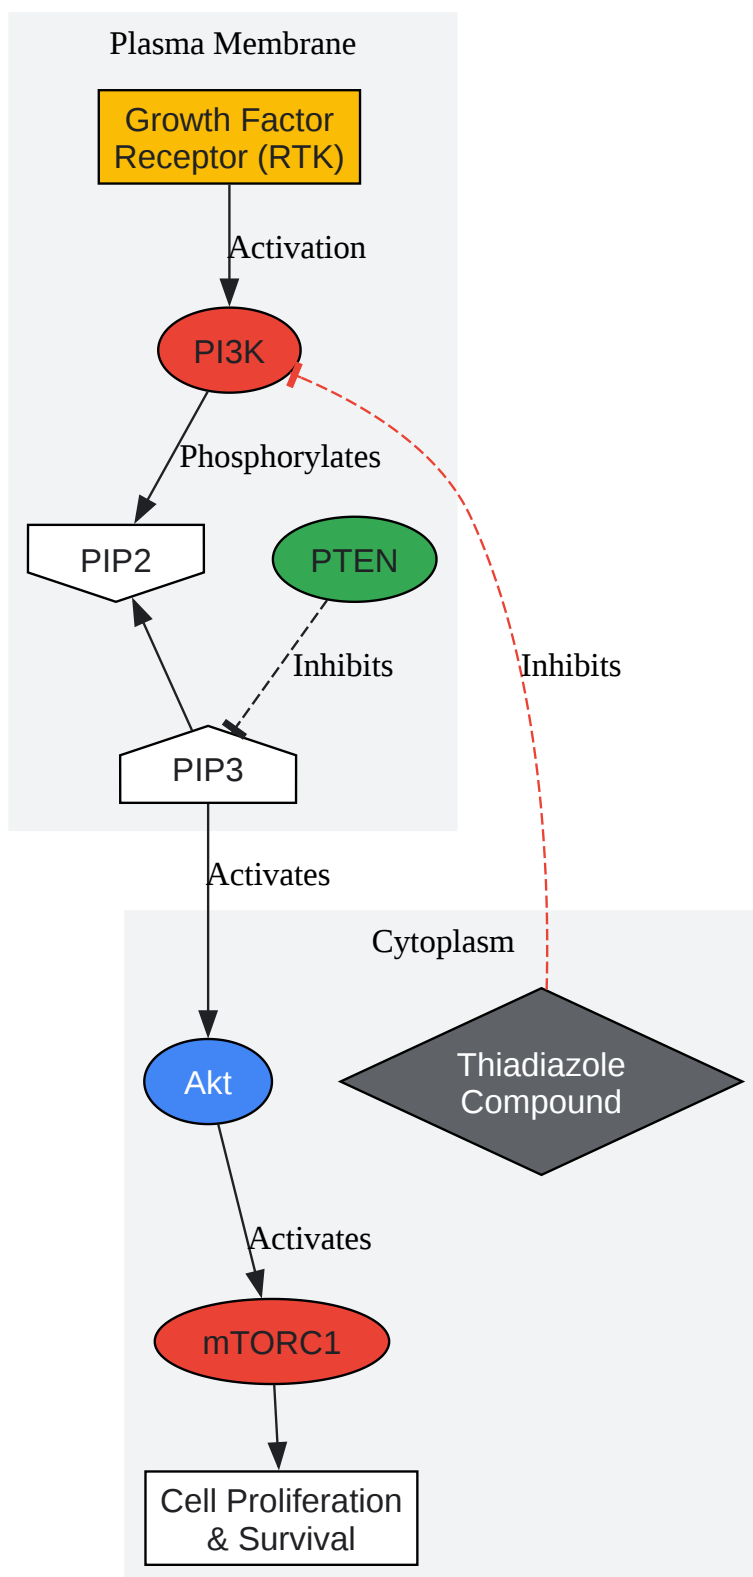 Plasma Membrane
Growth Factor
Receptor (RTK)
Activation
PI3K
Phosphorylates
PIP2
PTEN
Inhibits
Inhibits
PIP3
Activates
Cytoplasm
Thiadiazole
Compound
Akt
Activates
mTORC1
Cell Proliferation
& Survival